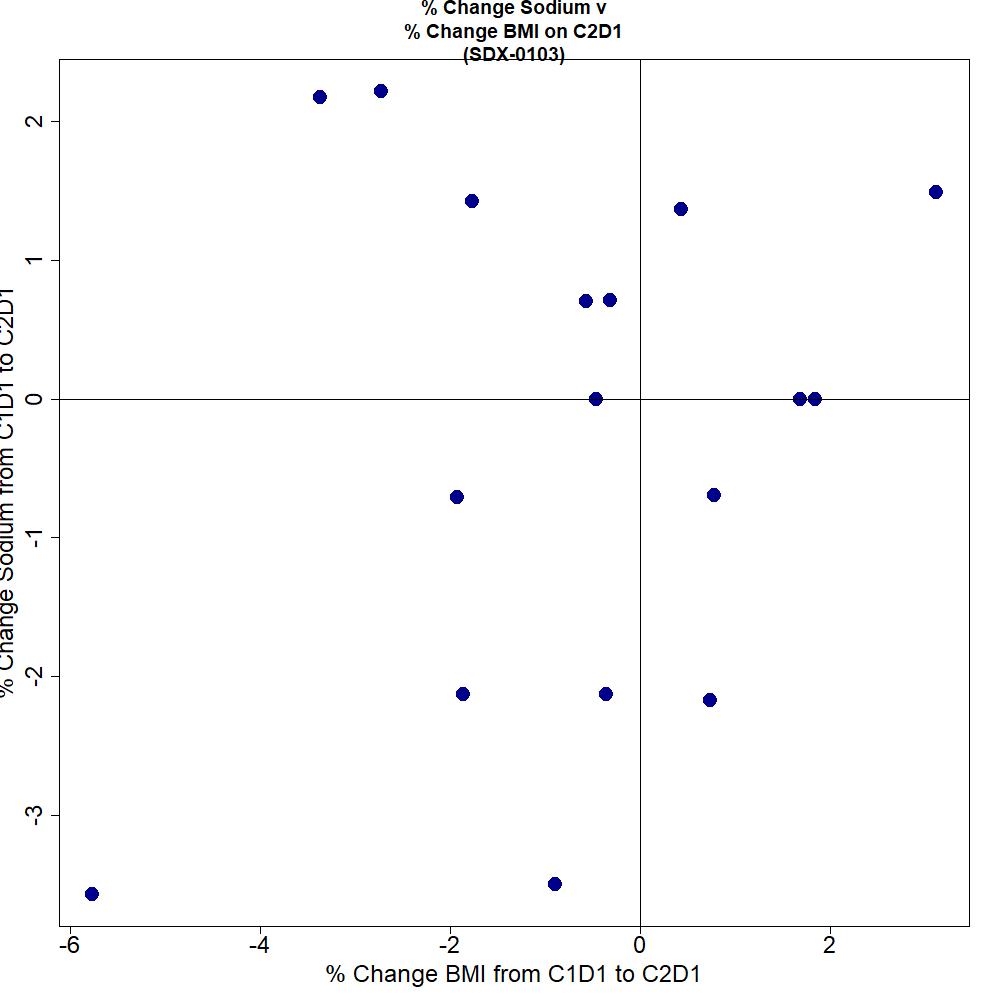 % Change Sodium v
% Change BMI on C2D1
(SDX-0103)
% Change Sodium from C1D1 to C2D1
2
1
0
-1
-2
-3
-6
-4
-2
0
2
% Change BMI from C1D1 to C2D1